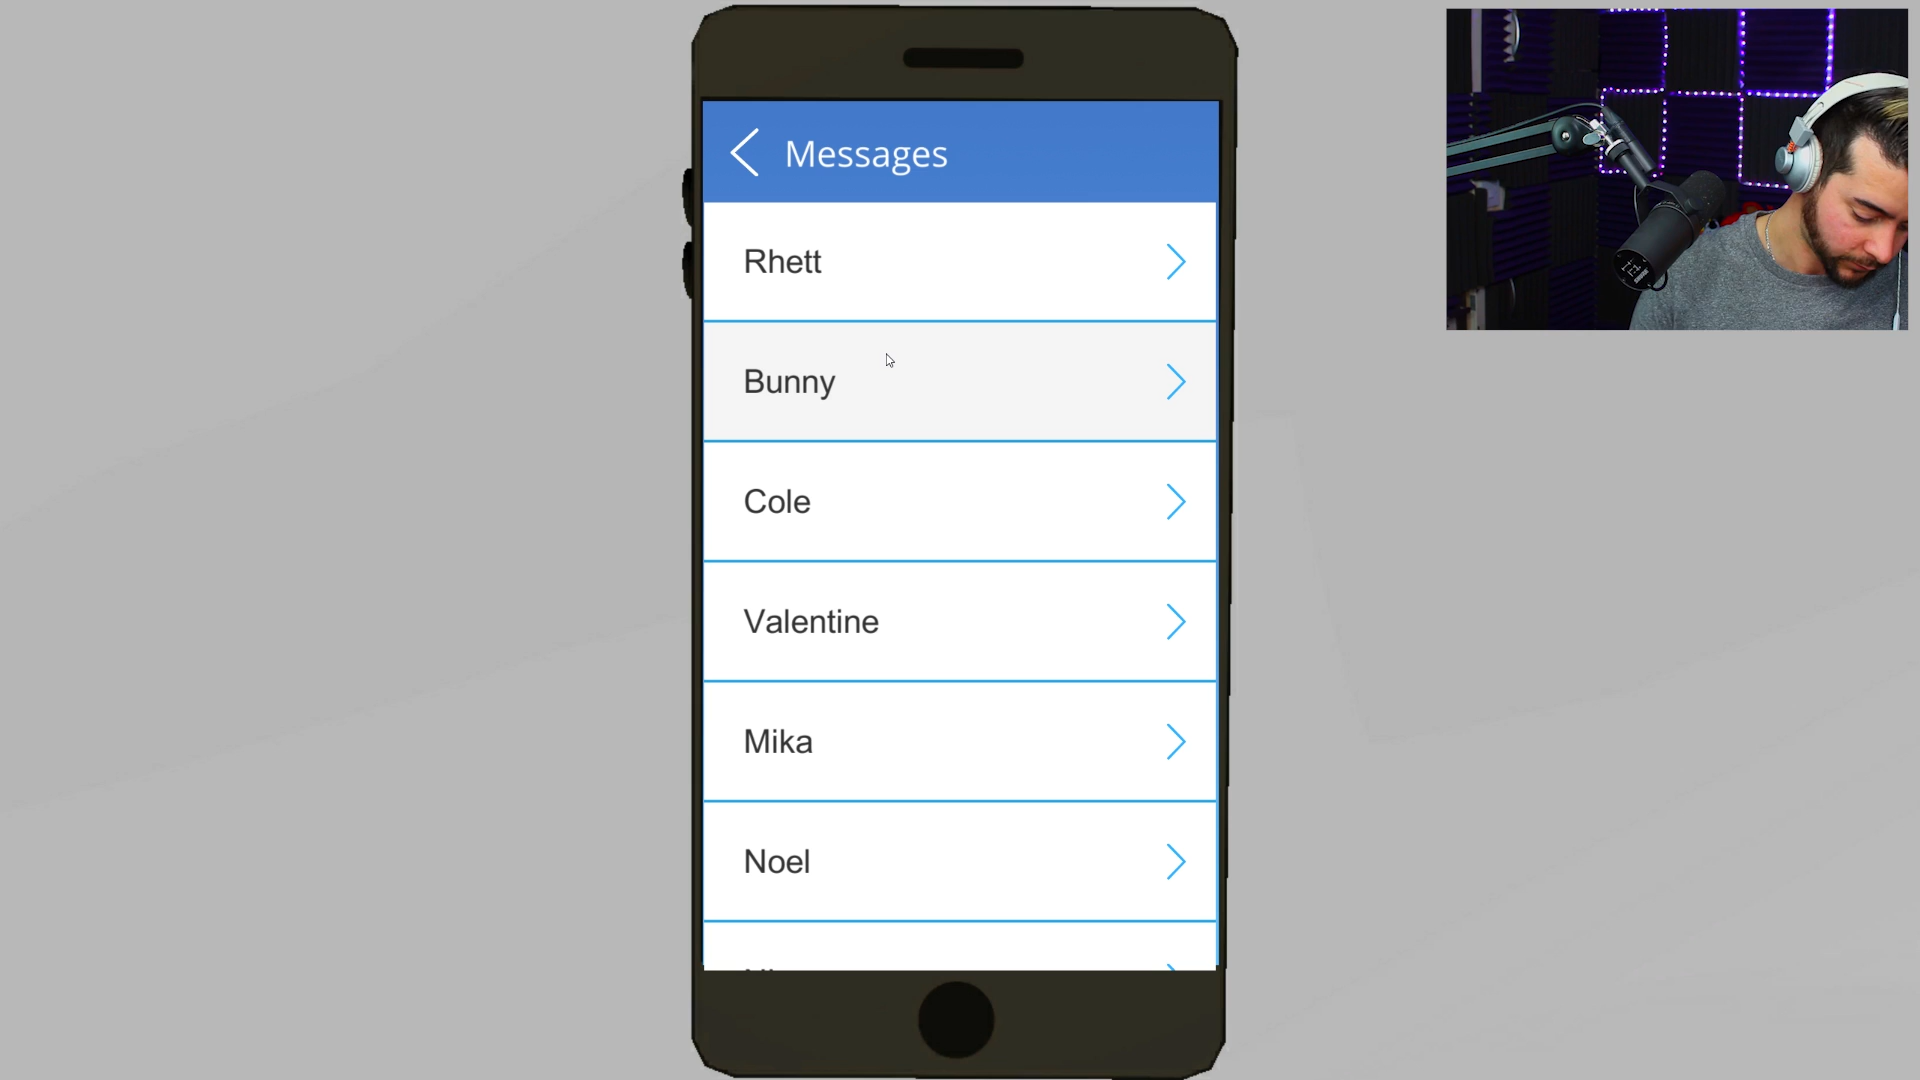 Messages
Rhett
Bunny
Cole
Valentine
Mika
Noel